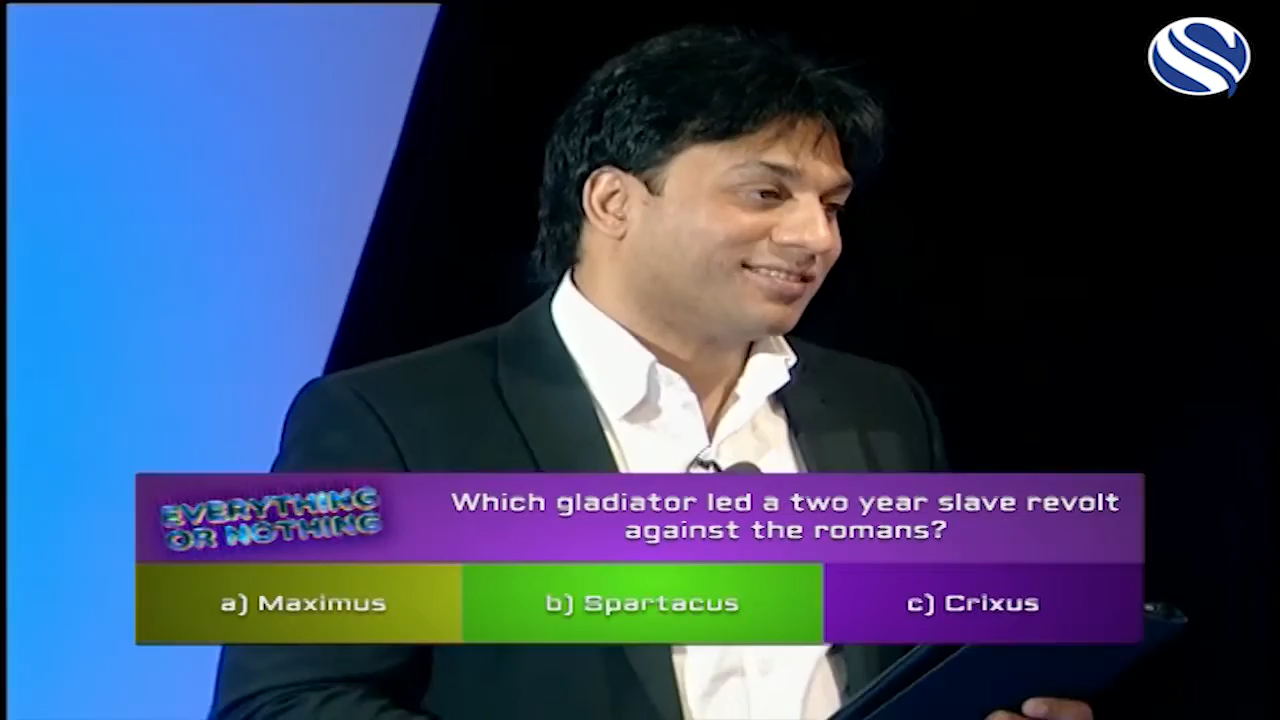 EVERYTHING
OR NOTHING
Which gladiator led a two year slave revolt
against the romans?
a) Maximus
b) Spartacus
c) Crixus